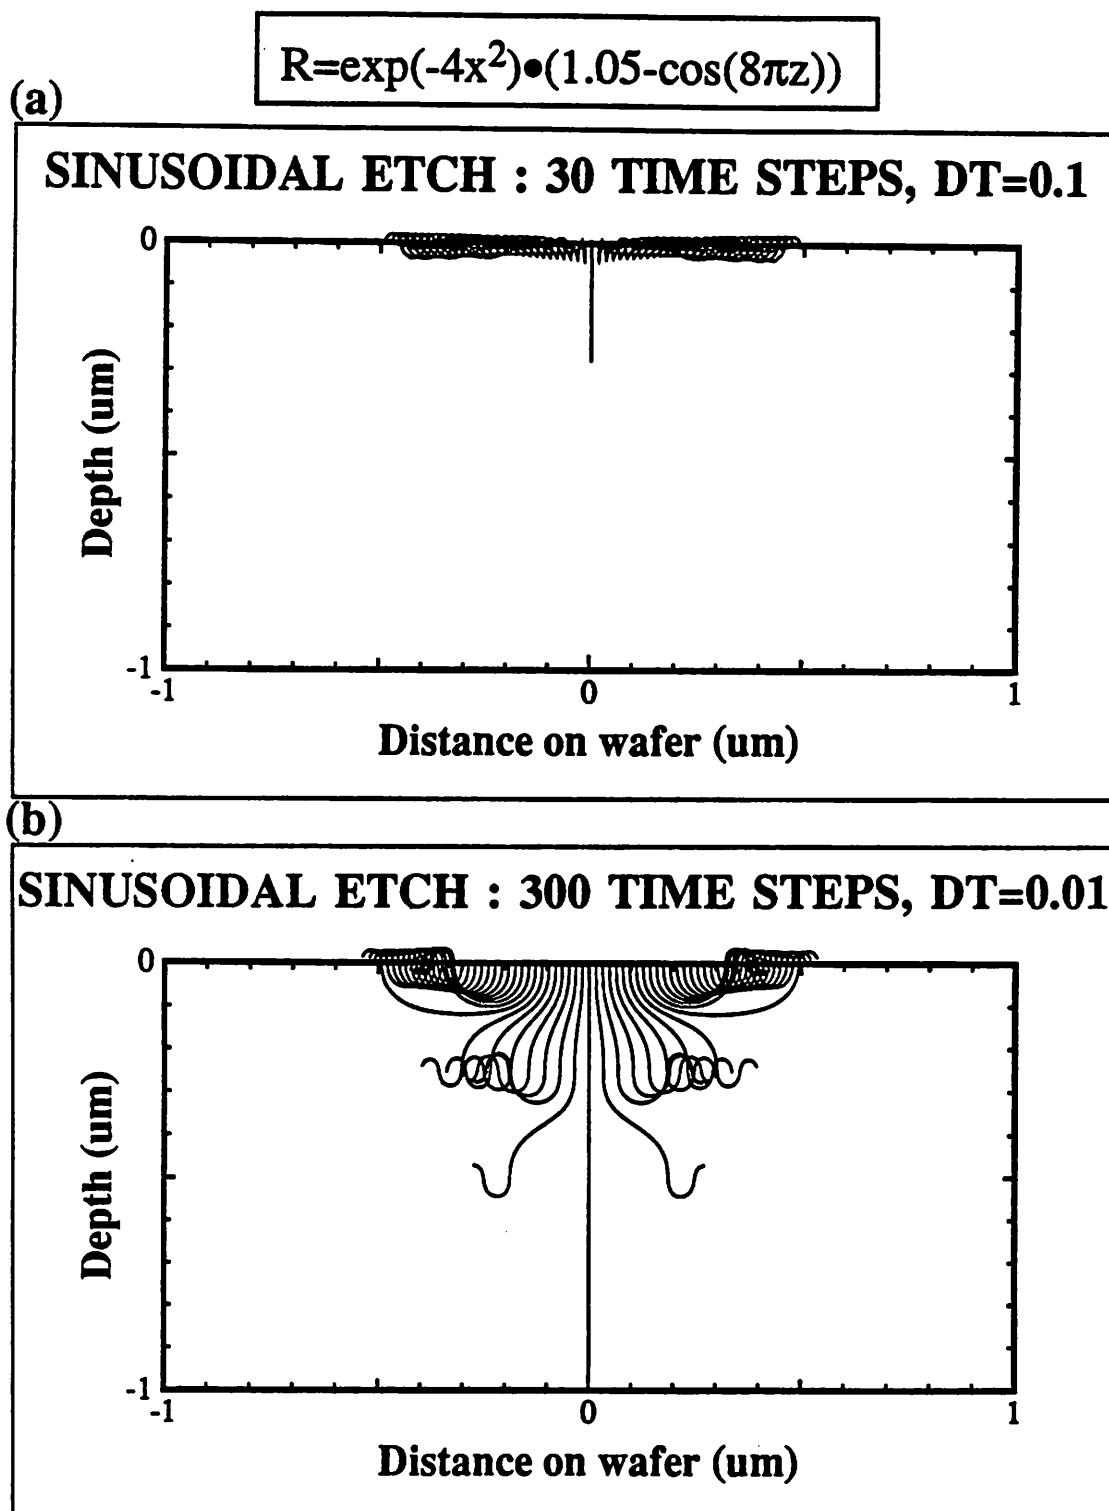 R=exp(-4x²)•(1.05-cos(8πz))
(a)
SINUSOIDAL ETCH : 30 TIME STEPS, DT=0.1
0
Depth (um)
-1
-1 0 1
Distance on wafer (um)
(b)
SINUSOIDAL ETCH : 300 TIME STEPS, DT=0.01
0
Depth (um)
-1
-1 0 1
Distance on wafer (um)